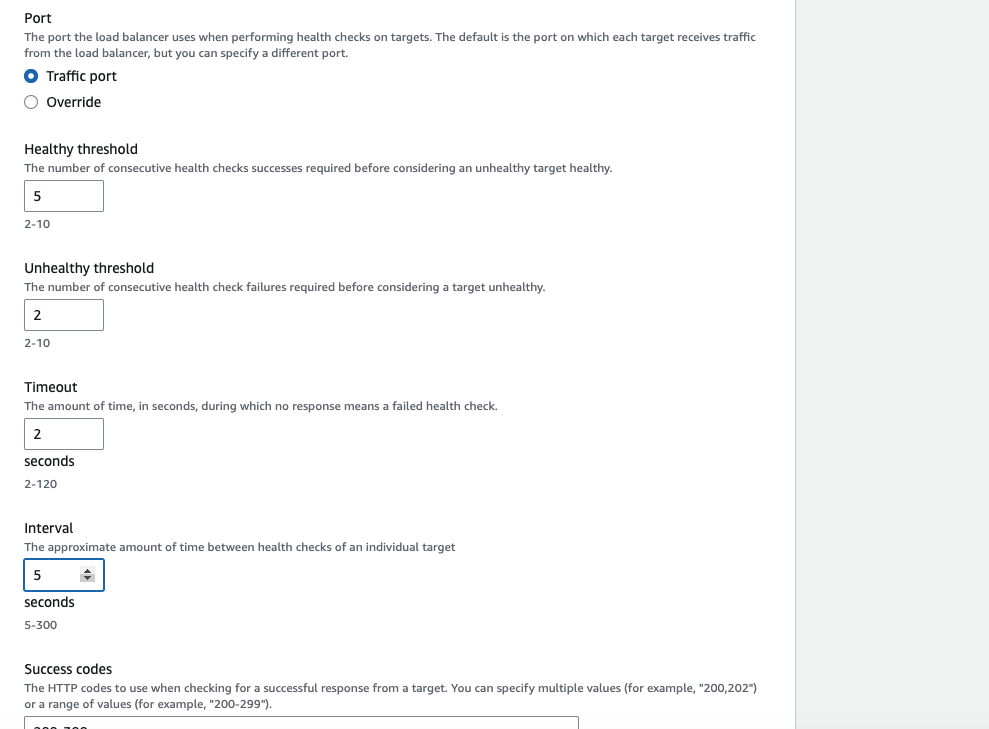 Port
The port the load balancer uses when performing health checks on targets. The default is the port on which each target receives traffic
from the load balancer, but you can specify a different port.
Traffic port
Override
Healthy threshold
The number of consecutive health checks successes required before considering an unhealthy target healthy.
5
2-10
Unhealthy threshold
The number of consecutive health check failures required before considering a target unhealthy.
2
2-10
Timeout
The amount of time, in seconds, during which no response means a failed health check.
2
seconds
2-120
Interval
The approximate amount of time between health checks of an individual target
5
seconds
5-300
Success codes
The HTTP codes to use when checking for a successful response from a target. You can specify multiple values (for example, "200,202")
or a range of values (for example, "200-299").